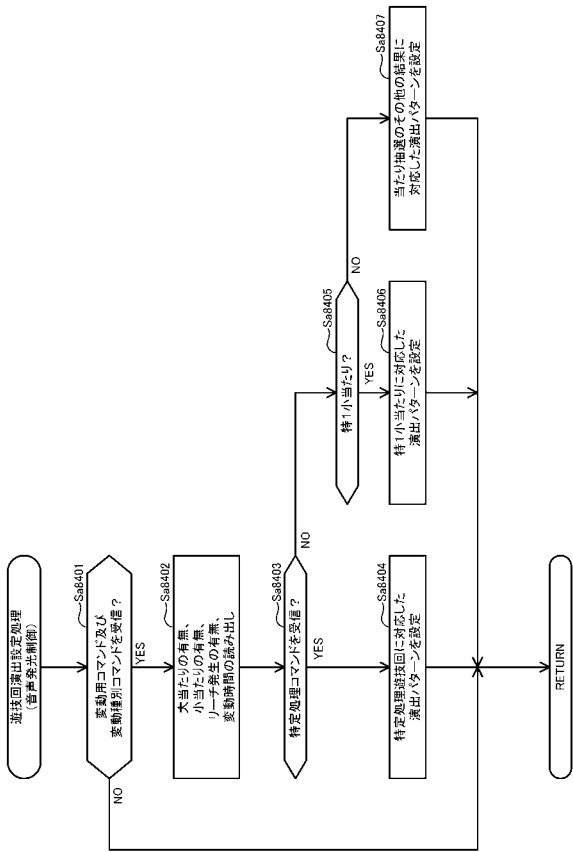 遊技回演出設定処理
(音声発光制御)
Sa8401
変動用コマンド及び
変動種別コマンドを受信?
NO
YES
Sa8402
大当たりの有無、
小当たりの有無、
リーチ発生の有無、
変動時間の読み出し
Sa8403
特定処理コマンドを受信?
NO
YES
Sa8404
特定処理遊技回に対応した
演出パターンを設定
Sa8405
特1小当たり?
NO
YES
Sa8406
特1小当たりに対応した
演出パターンを設定
Sa8407
当たり抽選のその他の結果に
対応した演出パターンを設定
RETURN